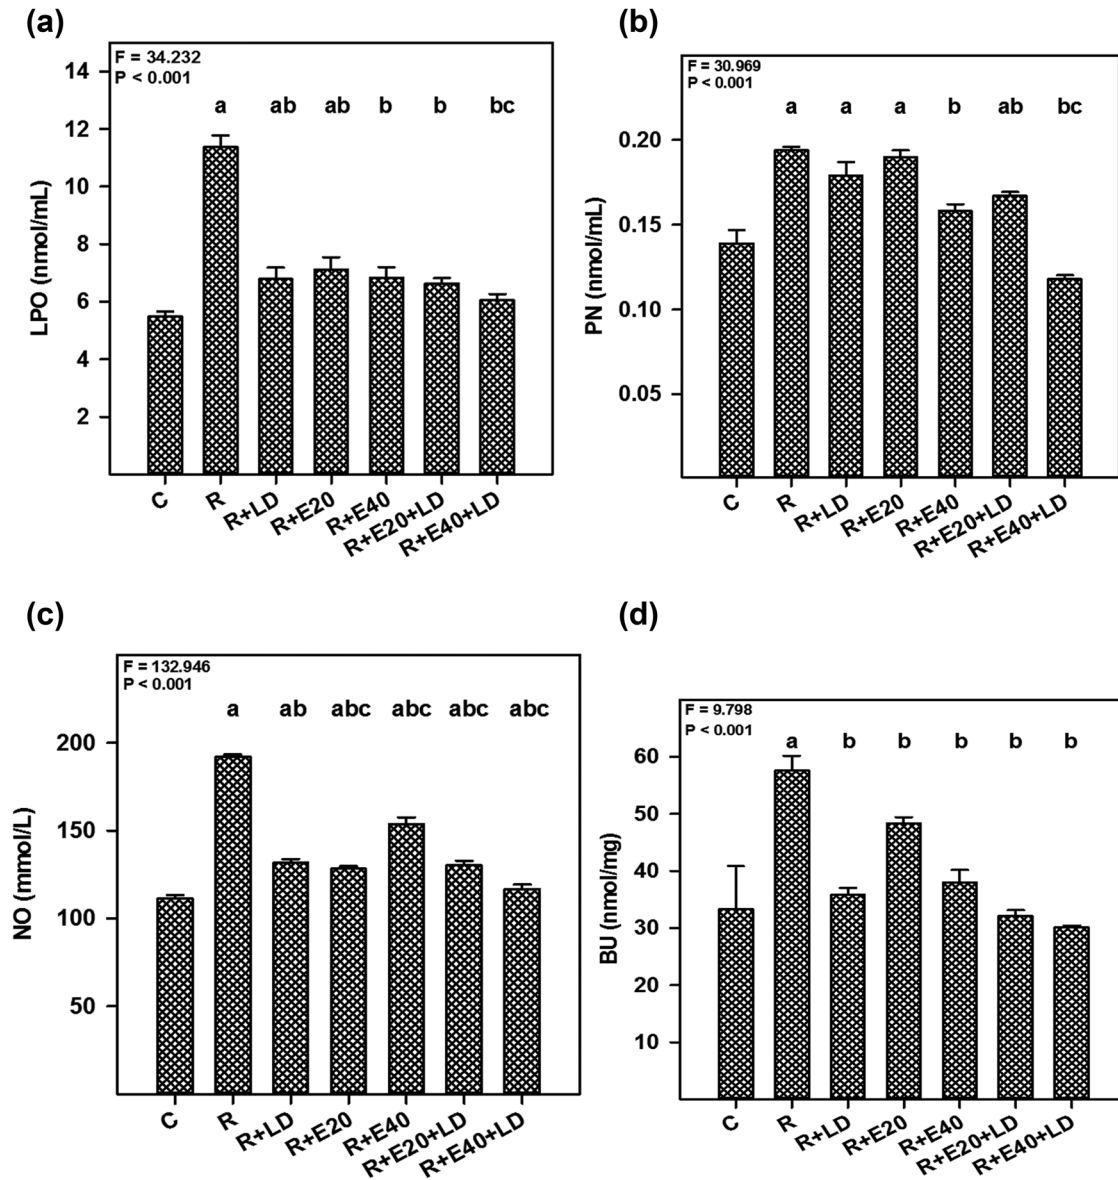 (a)
F = 34.232
P < 0.001
a ab ab b b bc
14
12
10
8
6
4
2
LPO (nmol/mL)
C R R+LD R+E20 R+E40 R+E20+LD R+E40+LD
(b)
F = 30.969
P < 0.001
a a a b ab bc
0.20
0.15
0.10
0.05
PN (nmol/mL)
C R R+LD R+E20 R+E40 R+E20+LD R+E40+LD
(c)
F = 132.946
P < 0.001
a ab abc abc abc abc
200
150
100
50
NO (mmol/L)
C R R+LD R+E20 R+E40 R+E20+LD R+E40+LD
(d)
F = 9.798
P < 0.001
a b b b b b
60
50
40
30
20
10
BU (nmol/mg)
C R R+LD R+E20 R+E40 R+E20+LD R+E40+LD